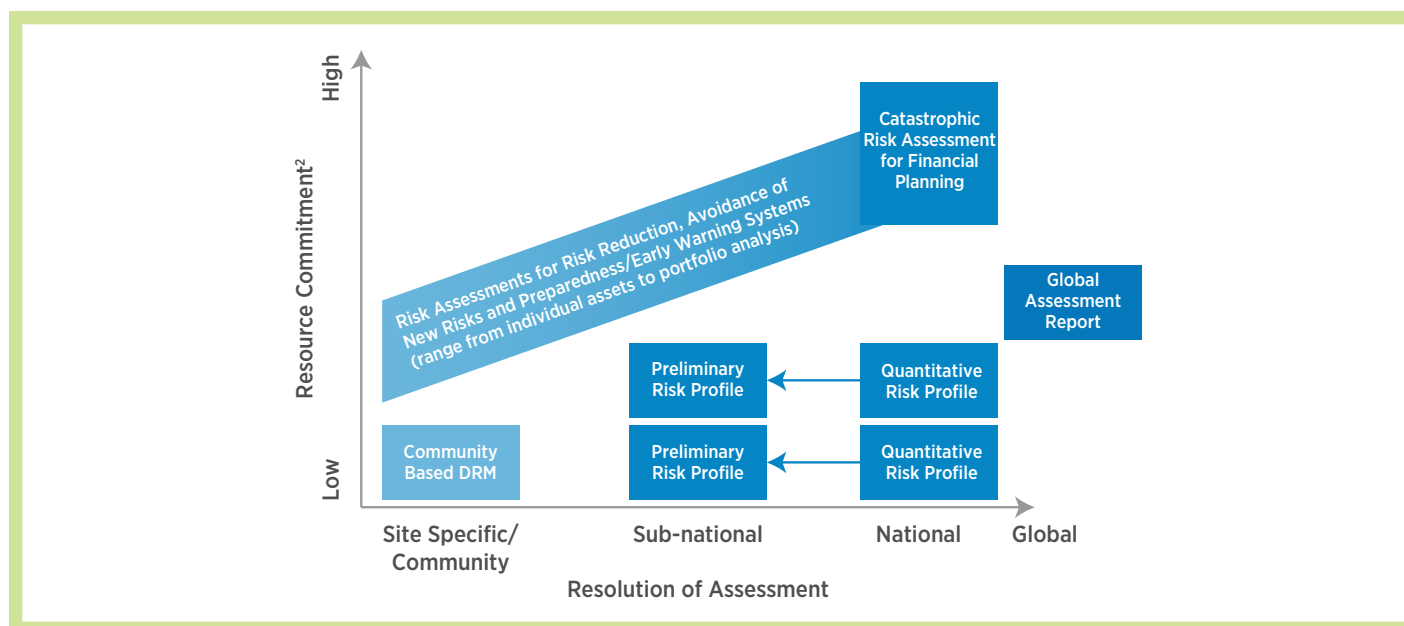 High
Resource Commitment2
Low
Catastrophic
Risk Assessment
for Financial
Planning
Risk Assessments for Risk Reduction, Avoidance of
New Risks and Preparedness/Early Warning Systems
(range from individual assets to portfolio analysis)
Global
Assessment
Report
Preliminary
Risk Profile
Quantitative
Risk Profile
Community
Based DRM
Preliminary
Risk Profile
Quantitative
Risk Profile
Site Specific/
Community
Sub-national
National
Global
Resolution of Assessment